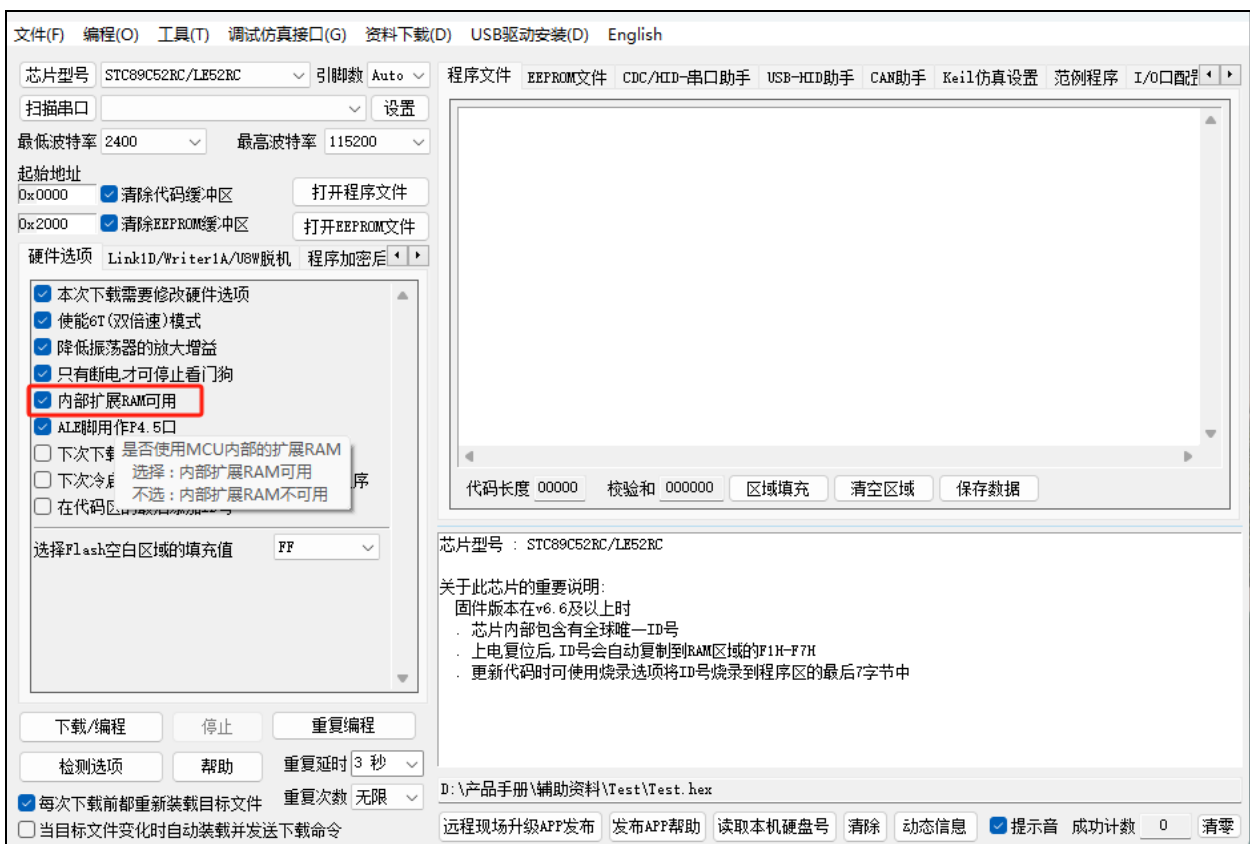 文件(F) 编程(O) 工具(T) 调试仿真接口(G) 资料下载(D) USB驱动安装(D) English
芯片型号 STC89C52RC/LE52RC 引脚数 Auto
扫描串口 设置
最低波特率 2400 最高波特率 115200
起始地址
0x0000 清除代码缓冲区 打开程序文件
0x2000 清除EEPROM缓冲区 打开EEPROM文件
硬件选项 Link1D/Writer1A/U8W脱机 程序加密后
本次下载需要修改硬件选项
使能6T(双倍速)模式
降低振荡器的放大增益
只有断电才可停止看门狗
内部扩展RAM可用
ALE脚用作P4.5口
下次下载
是否使用MCU内部的扩展RAM
选择：内部扩展RAM可用
不选：内部扩展RAM不可用
下次冷启 序
在代码区的最后添加ID号
选择Flash空白区域的填充值 FF
下载/编程 停止 重复编程
检测选项 帮助 重复延时 3 秒
每次下载前都重新装载目标文件 重复次数 无限
当目标文件变化时自动装载并发送下载命令
程序文件 EEPROM文件 CDC/HID-串口助手 USB-HID助手 CAN助手 Keil仿真设置 范例程序 I/O口配
代码长度 00000 校验和 000000 区域填充 清空区域 保存数据
芯片型号 : STC89C52RC/LE52RC
关于此芯片的重要说明:
固件版本在v6.6及以上时
. 芯片内部包含有全球唯一ID号
. 上电复位后,ID号会自动复制到RAM区域的F1H-F7H
. 更新代码时可使用烧录选项将ID号烧录到程序区的最后7字节中
D:\产品手册\辅助资料\Test\Test.hex
远程现场升级APP发布 发布APP帮助 读取本机硬盘号 清除 动态信息 提示音 成功计数 0 清零